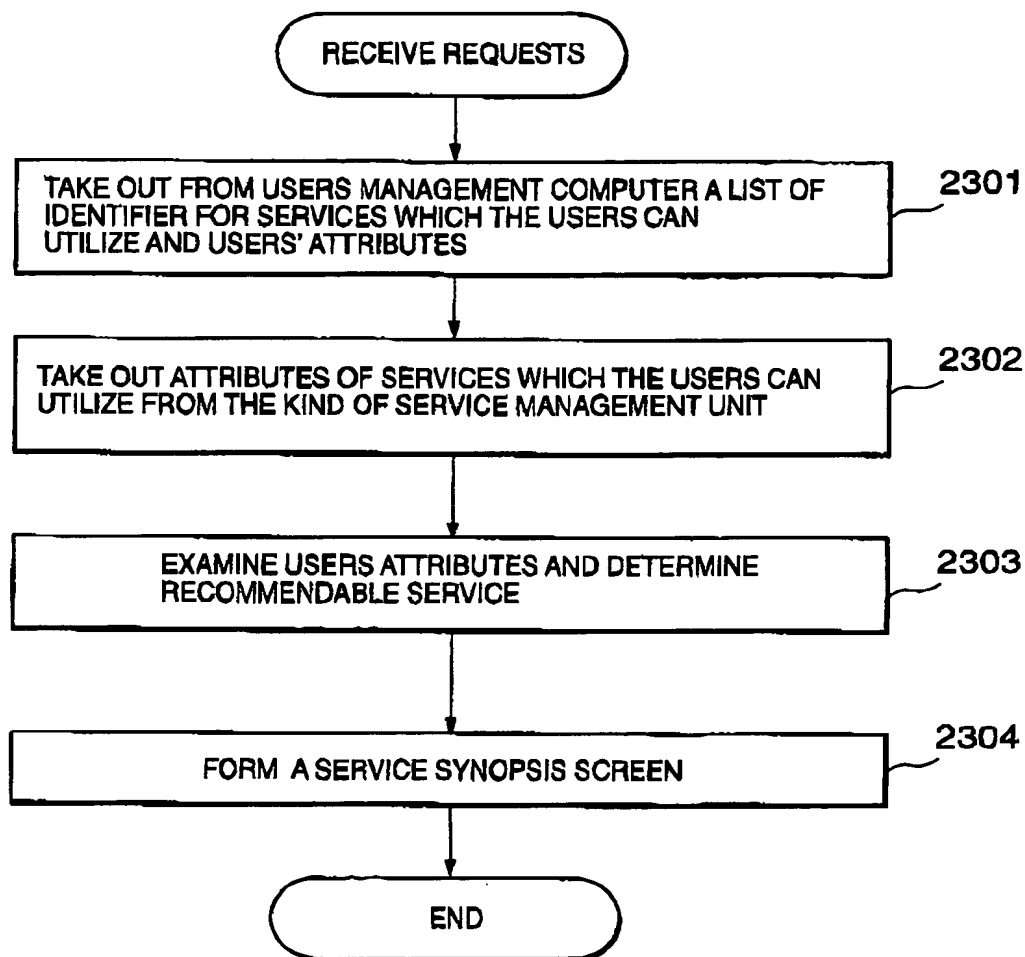 RECEIVE REQUESTS
TAKE OUT FROM USERS MANAGEMENT COMPUTER A LIST OF
IDENTIFIER FOR SERVICES WHICH THE USERS CAN
UTILIZE AND USERS' ATTRIBUTES
2301
TAKE OUT ATTRIBUTES OF SERVICES WHICH THE USERS CAN
UTILIZE FROM THE KIND OF SERVICE MANAGEMENT UNIT
2302
EXAMINE USERS ATTRIBUTES AND DETERMINE
RECOMMENDABLE SERVICE
2303
FORM A SERVICE SYNOPSIS SCREEN
2304
END